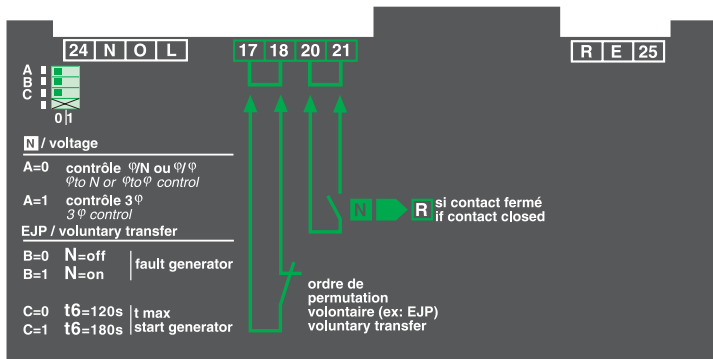 24 N O L
17 18 20 21
R E 25
A
B
C
0 1
N / voltage
A=0 contrôle φ/N ou φ/φ
φto N or φtoφ control
A=1 contrôle 3φ
3φ control
EJP / voluntary transfer
B=0 N=off
B=1 N=on
fault generator
C=0 t6=120s
C=1 t6=180s
t max
start generator
N R
si contact fermé
if contact closed
ordre de
permutation
volontaire (ex: EJP)
voluntary transfer